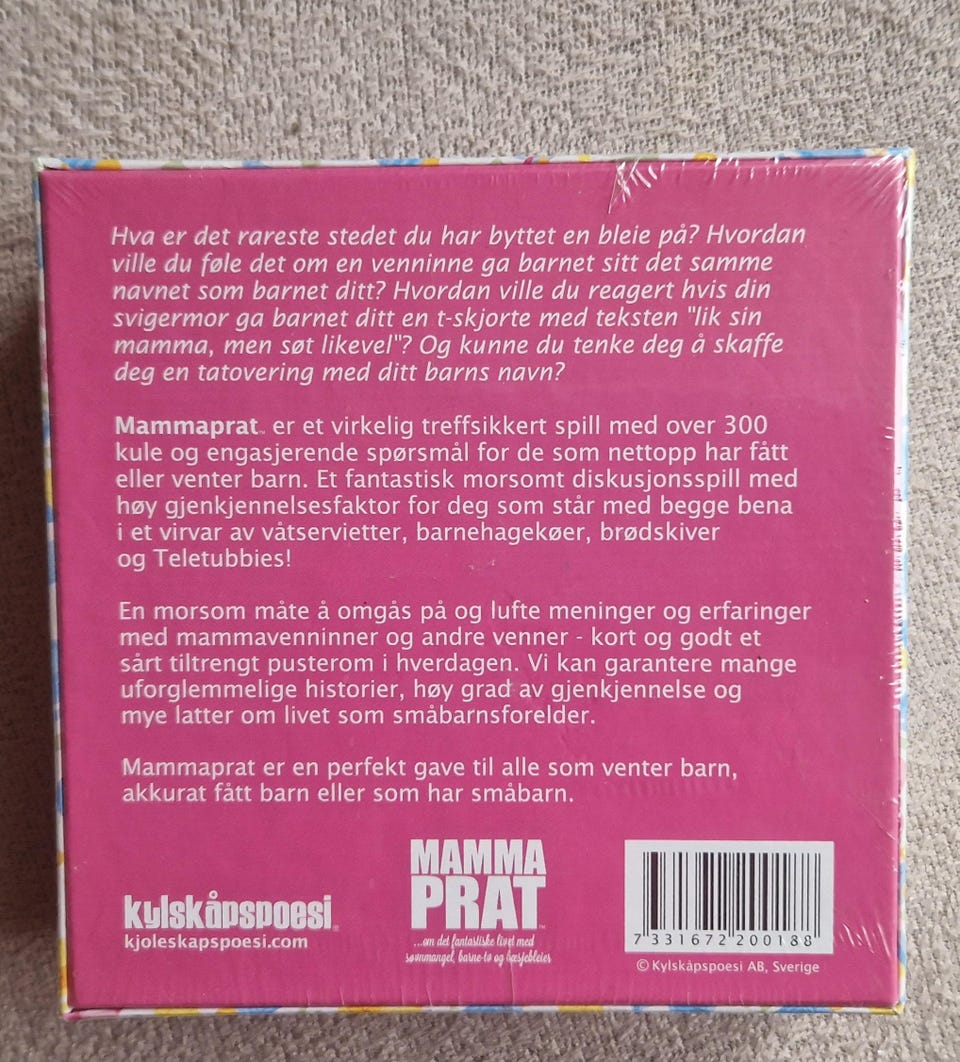 Hva er det rareste stedet du har byttet en bleie på? Hvordan
ville du føle det om en venninne ga barnet sitt det samme
navnet som barnet ditt? Hvordan ville du reagert hvis din
svigermor ga barnet ditt en t-skjorte med teksten "lik sin
mamma, men søt likevel"? Og kunne du tenke deg å skaffe
deg en tatovering med ditt barns navn?
Mammaprat™ er et virkelig treffsikkert spill med over 300
kule og engasjerende spørsmål for de som nettopp har fått
eller venter barn. Et fantastisk morsomt diskusjonsspill med
høy gjenkjennelsesfaktor for deg som står med begge bena
i et virvar av våtservietter, barnehagekøer, brødskiver
og Teletubbies!
En morsom måte å omgås på og lufte meninger og erfaringer
med mammavenninner og andre venner - kort og godt et
sårt tiltrengt pusterom i hverdagen. Vi kan garantere mange
uforglemmelige historier, høy grad av gjenkjennelse og
mye latter om livet som småbarnsforelder.
Mammaprat er en perfekt gave til alle som venter barn,
akkurat fått barn eller som har småbarn.
kylskåpspoesi®
kjoleskapspoesi.com
MAMMA
PRAT™
...om det fantastiske livet med
søvnmangel, barne-tv og bæsjebleier
7 331672 200188
© Kylskåpspoesi AB, Sverige